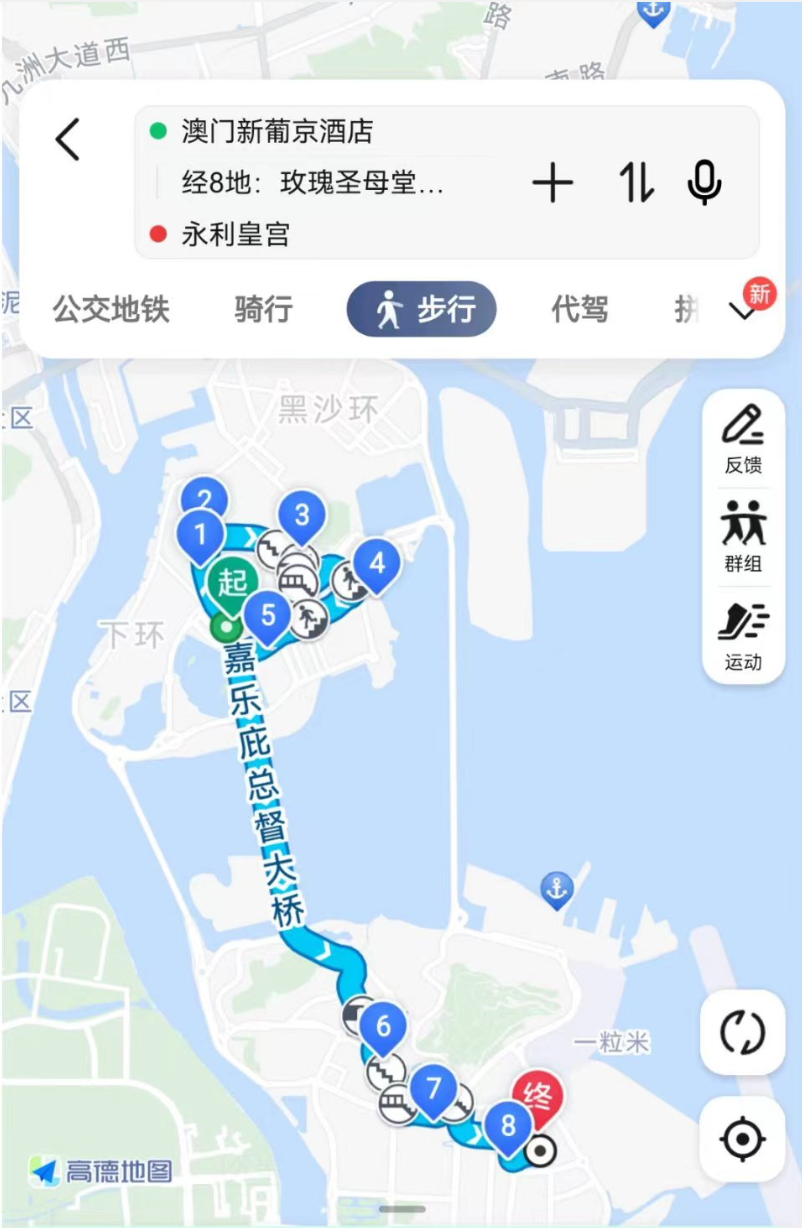 路
九洲大道西
南路
澳门新葡京酒店
经8地：玫瑰圣母堂...
永利皇宫
公交地铁
骑行
步行
代驾
拼
新
泥
区
黑沙环
反馈
群组
运动
2
1
3
4
起
5
下环
区
嘉乐庇总督大桥
6
一粒米
7
终
8
高德地图